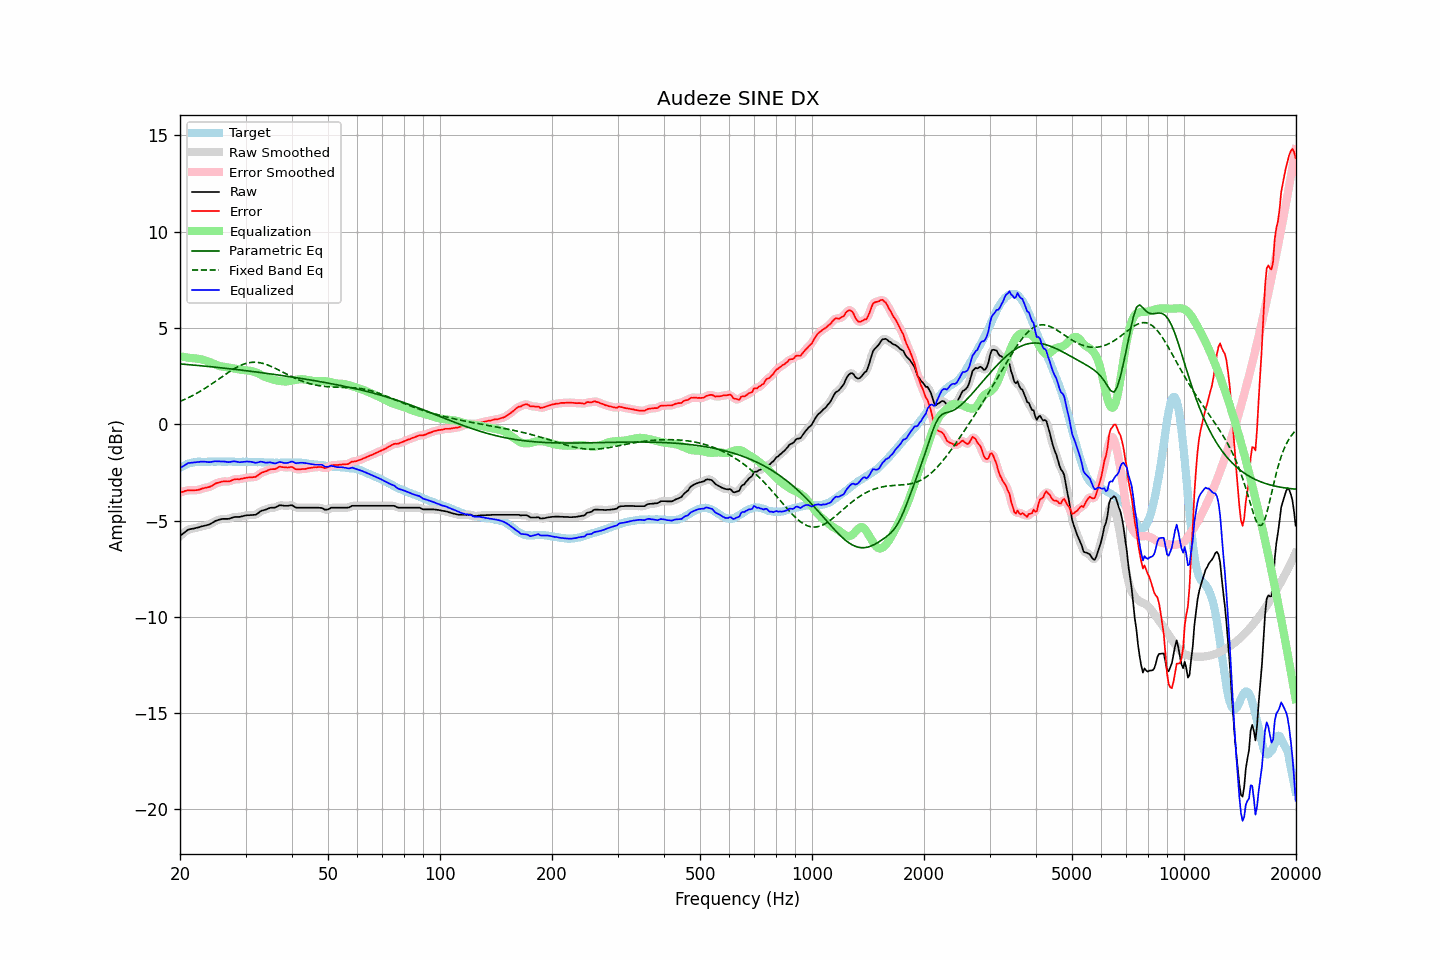 Audeze SINE DX
Target
Raw Smoothed
Error Smoothed
Raw
Error
Equalization
Parametric Eq
Fixed Band Eq
Equalized
15
10
5
0
−5
−10
−15
−20
Amplitude (dBr)
20
50
100
200
500
1000
2000
5000
10000
20000
Frequency (Hz)